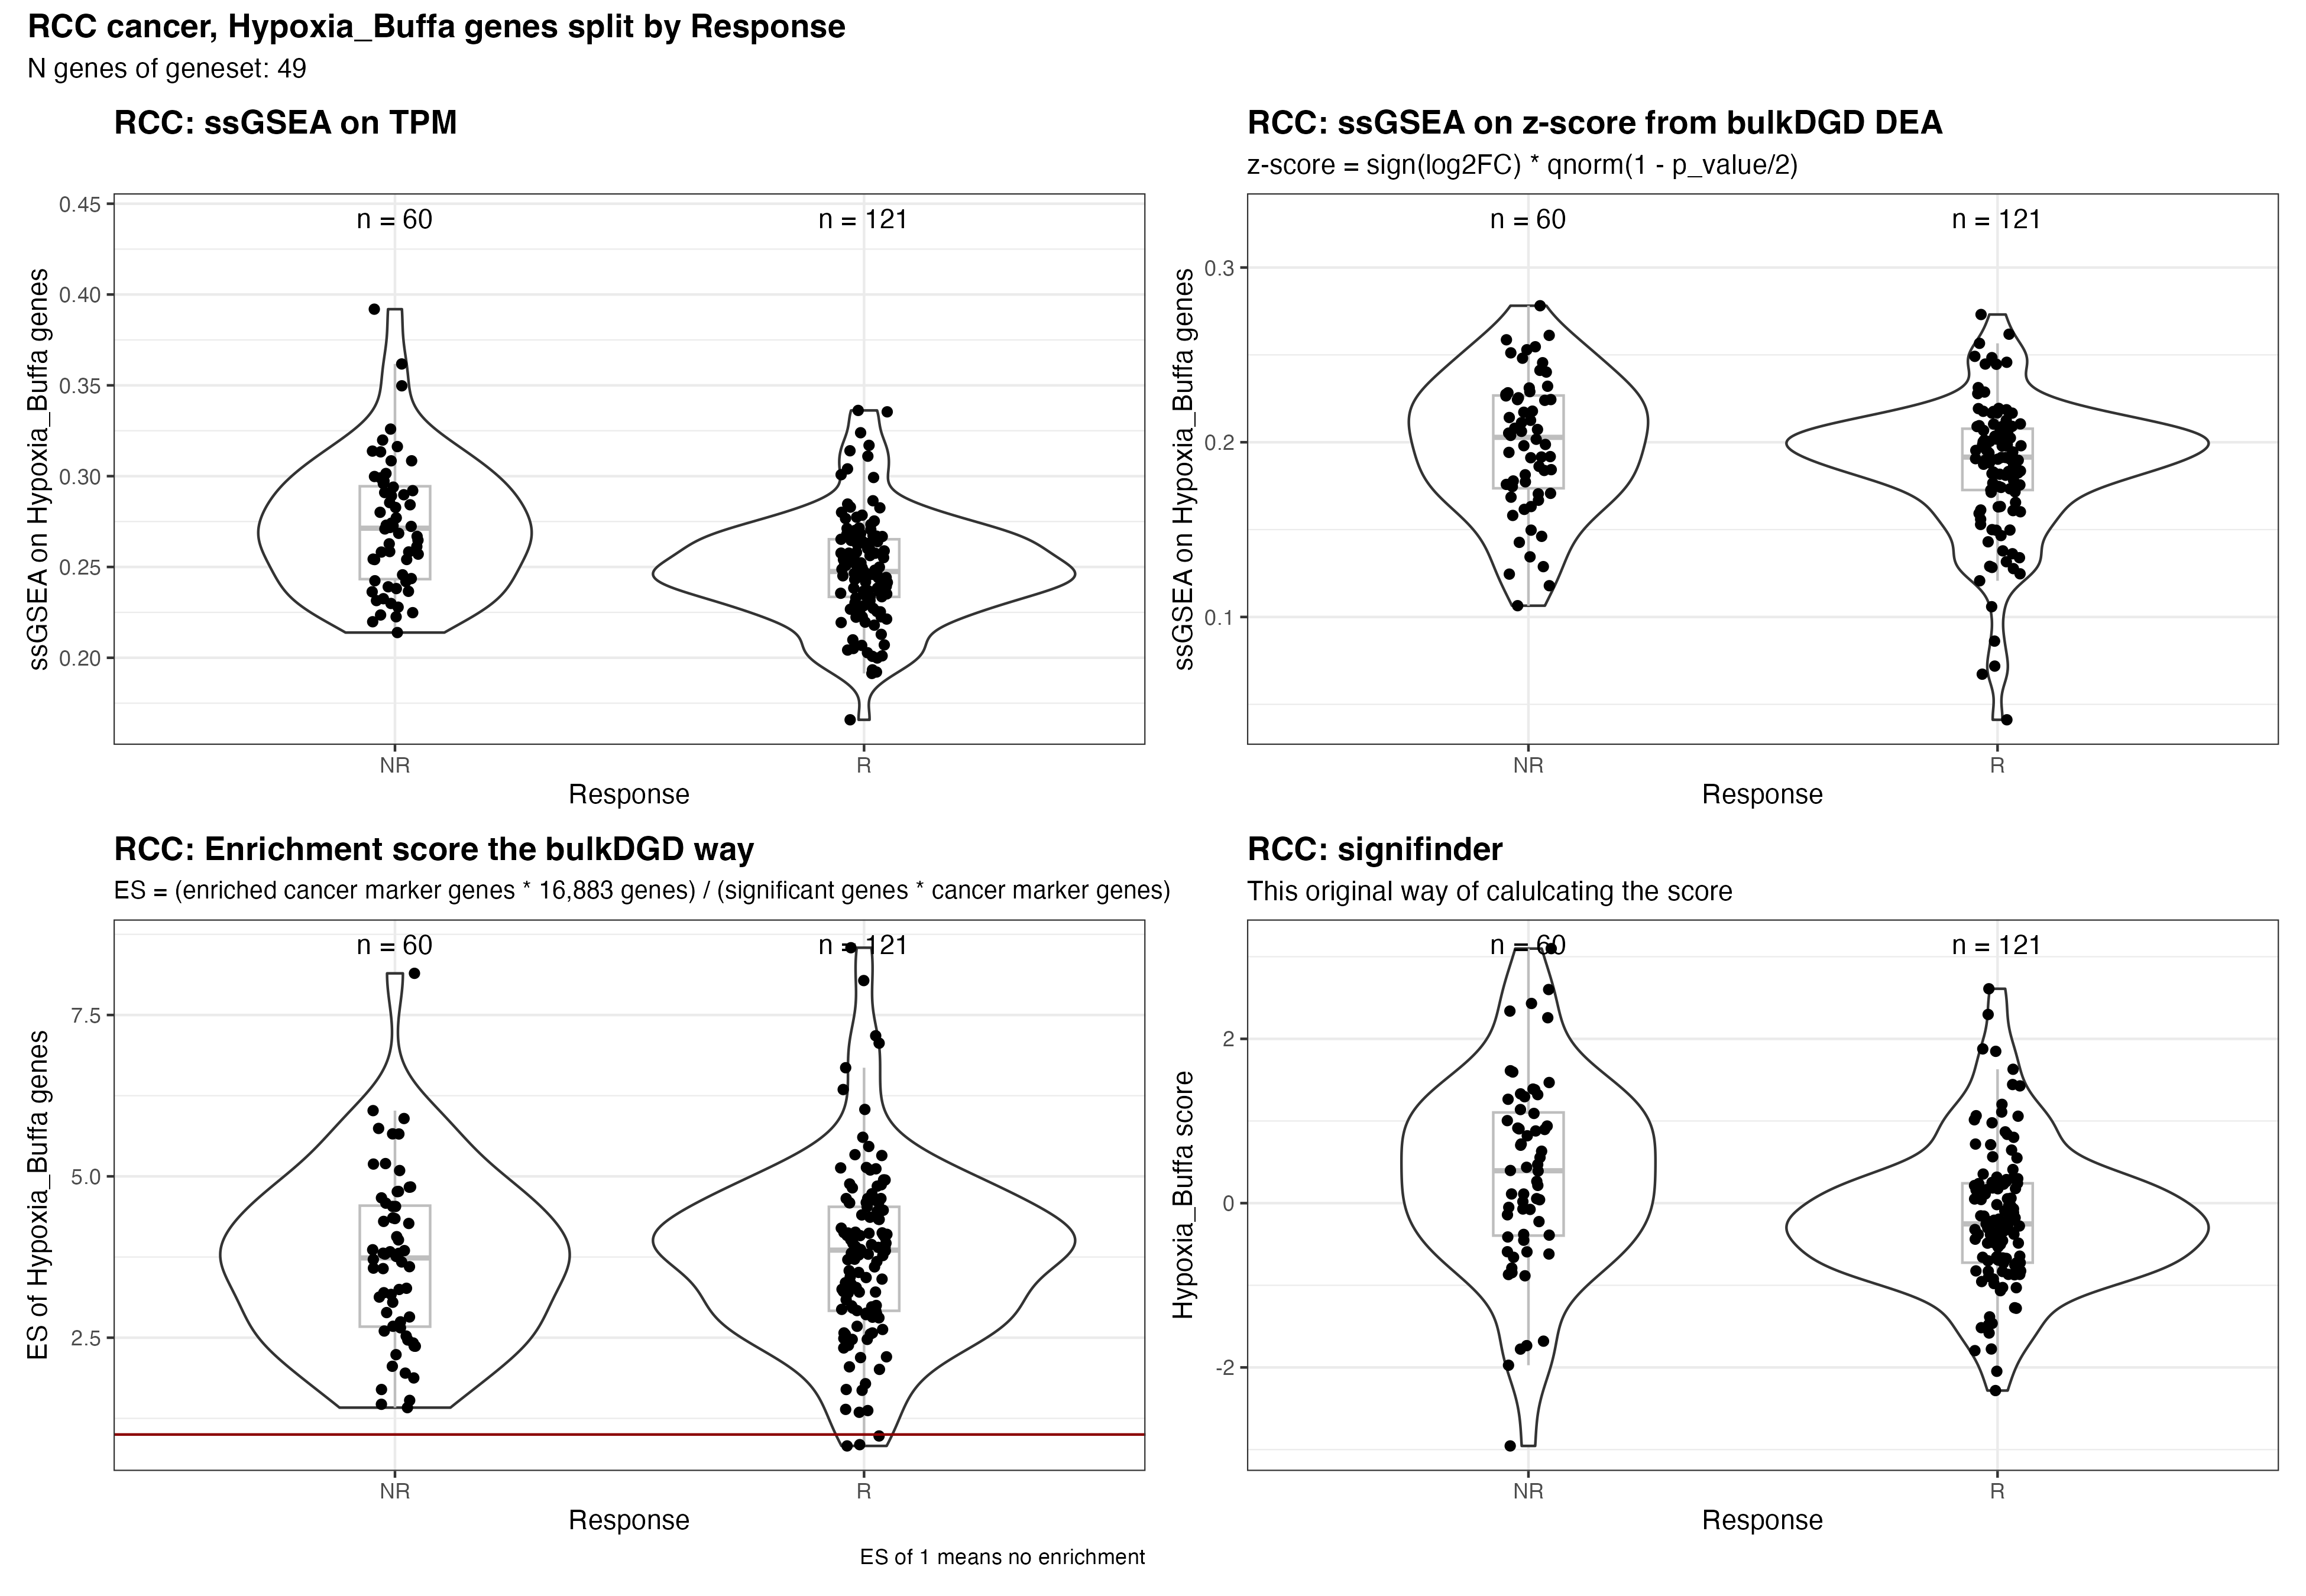 RCC cancer, Hypoxia_Buffa genes split by Response
N genes of geneset: 49
RCC: ssGSEA on TPM
ssGSEA on Hypoxia_Buffa genes
0.45
0.40
0.35
0.30
0.25
0.20
n = 60
n = 121
NR
R
Response
RCC: ssGSEA on z-score from bulkDGD DEA
z-score = sign(log2FC) * qnorm(1 - p_value/2)
ssGSEA on Hypoxia_Buffa genes
0.3
0.2
0.1
n = 60
n = 121
NR
R
Response
RCC: Enrichment score the bulkDGD way
ES = (enriched cancer marker genes * 16,883 genes) / (significant genes * cancer marker genes)
ES of Hypoxia_Buffa genes
7.5
5.0
2.5
n = 60
n = 121
NR
R
Response
ES of 1 means no enrichment
RCC: signifinder
This original way of calulcating the score
Hypoxia_Buffa score
2
0
-2
n = 60
n = 121
NR
R
Response